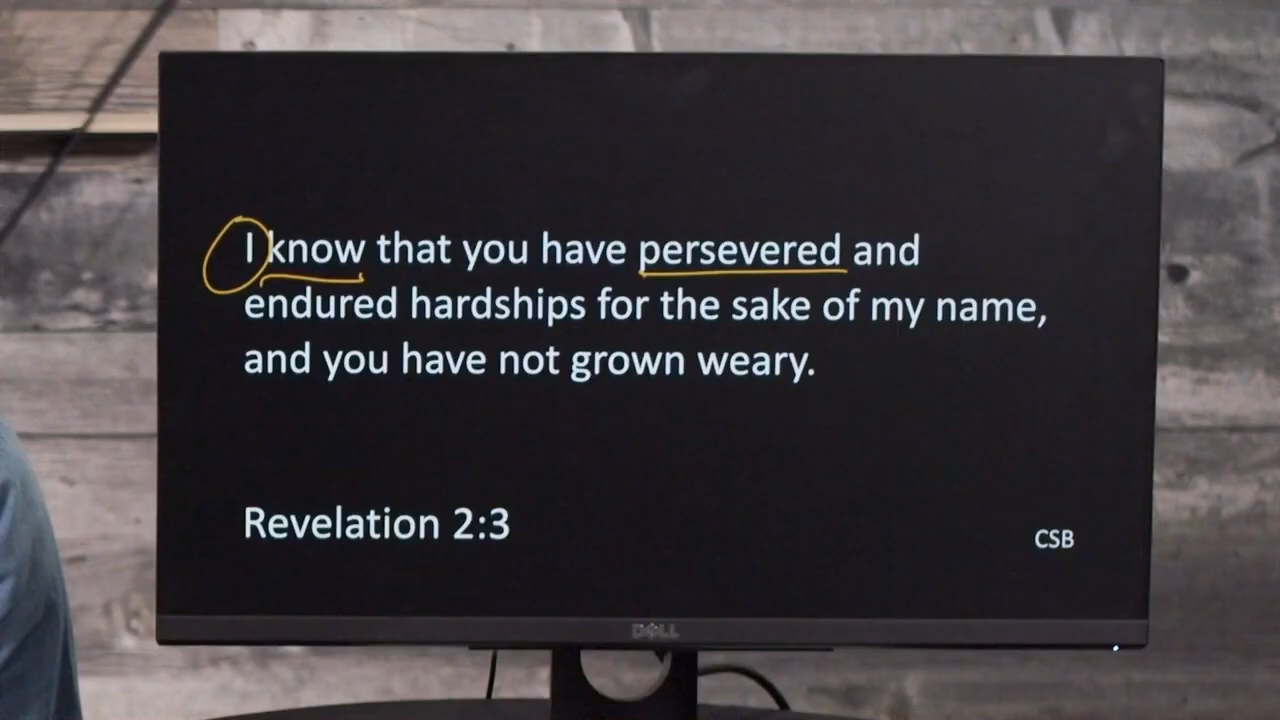 I know that you have persevered and
endured hardships for the sake of my name,
and you have not grown weary.
Revelation 2:3
CSB
DELL